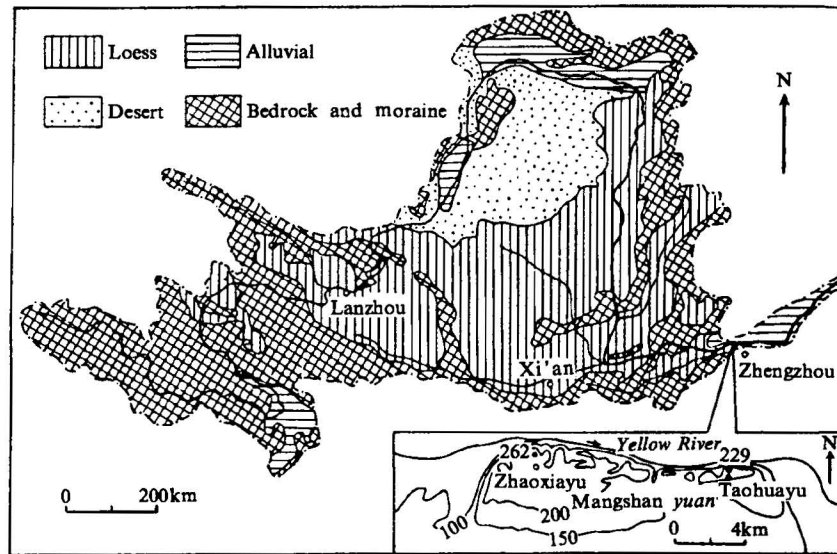 Loess
Alluvial
Desert
Bedrock and moraine
N
Lanzhou
Xi'an
Zhengzhou
0 200km
Yellow River
N
262
229
Zhaoxiayu
Taohuayu
Mangshan yuan
100
200
150
0 4km